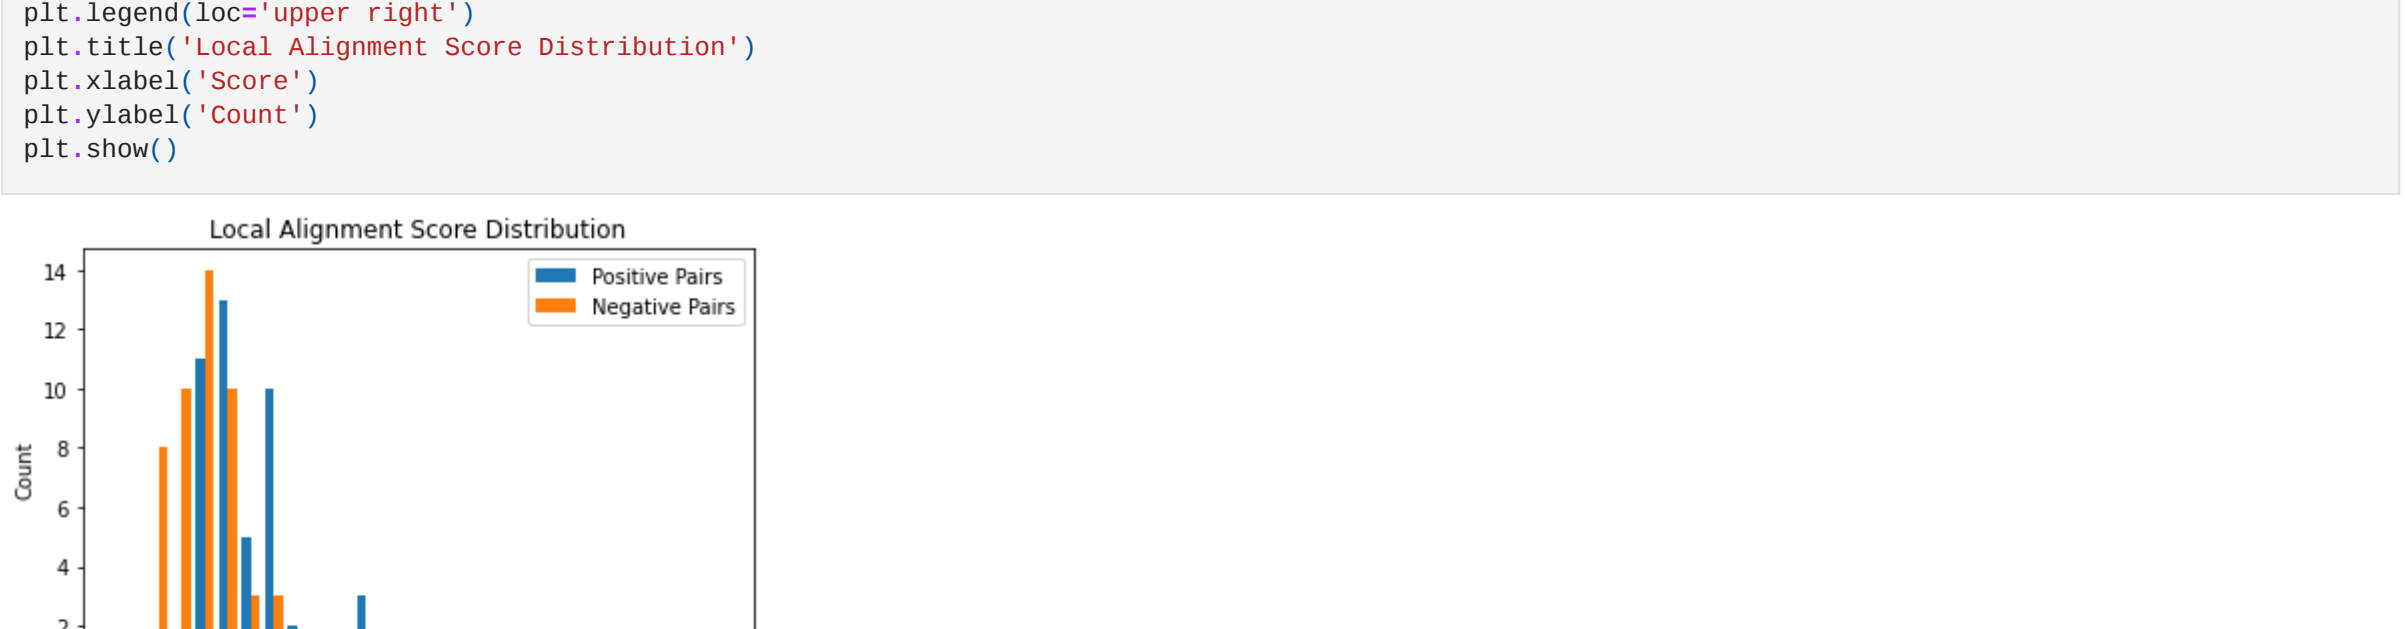 plt.legend(loc='upper right')
plt.title('Local Alignment Score Distribution')
plt.xlabel('Score')
plt.ylabel('Count')
plt.show()
Local Alignment Score Distribution
Positive Pairs
Negative Pairs
14
12
10
8
6
4
2
Count